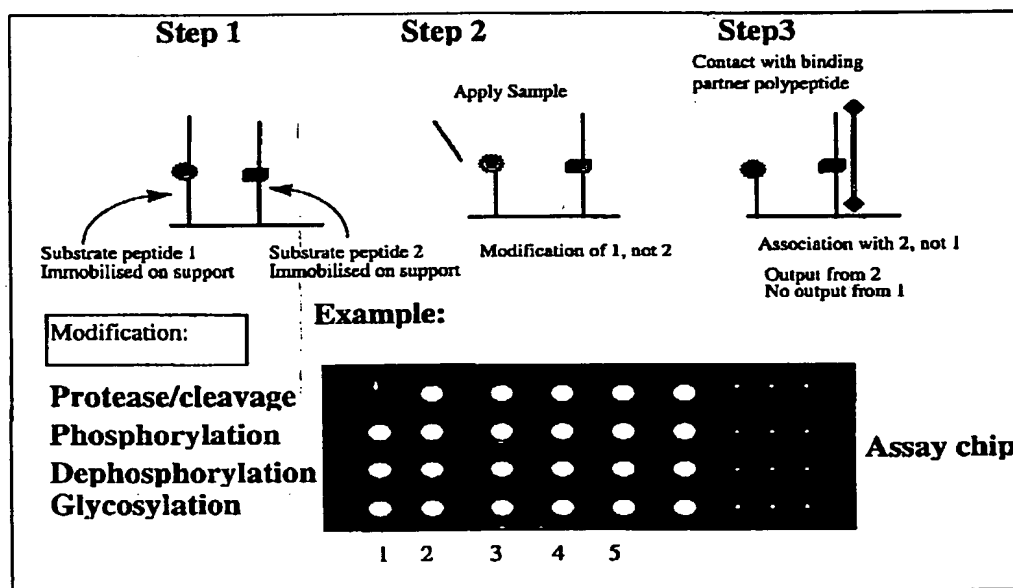 Step 1
Step 2
Step3
Contact with binding
partner polypeptide
Apply Sample
Substrate peptide 1
Immobilised on support
Substrate peptide 2
Immobilised on support
Modification of 1, not 2
Association with 2, not 1
Output from 2
No output from 1
Example:
Modification:
Protease/cleavage
Phosphorylation
Dephosphorylation
Glycosylation
Assay chip
1 2 3 4 5